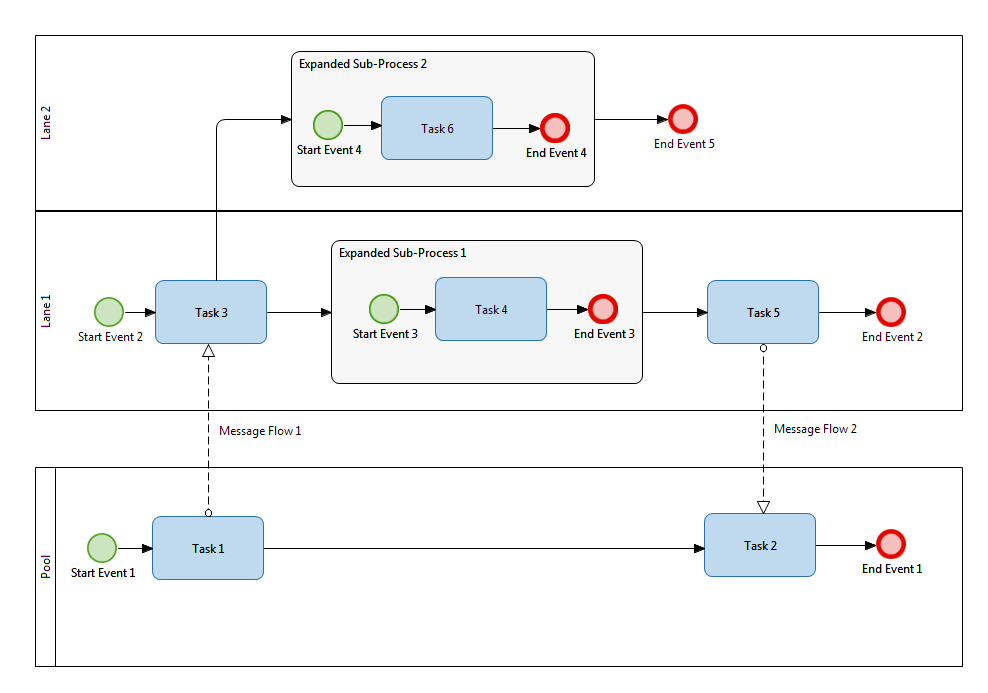 Lane 2
Expanded Sub-Process 2
Start Event 4
Task 6
End Event 4
End Event 5
Lane 1
Start Event 2
Task 3
Expanded Sub-Process 1
Start Event 3
Task 4
End Event 3
Task 5
End Event 2
Message Flow 1
Message Flow 2
Pool
Start Event 1
Task 1
Task 2
End Event 1